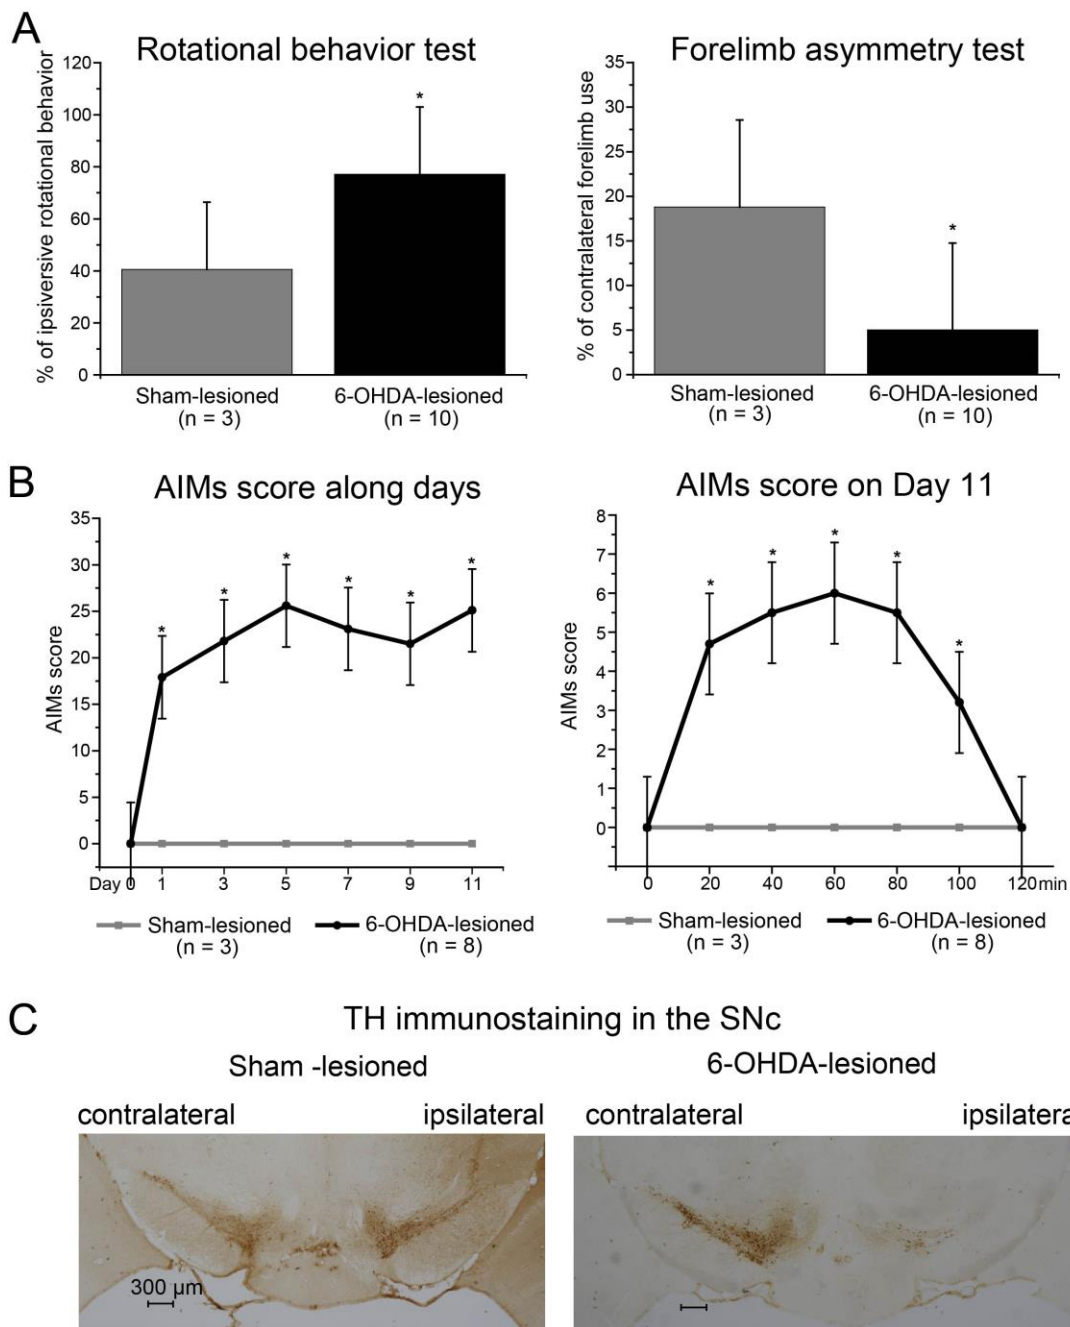 A
Rotational behavior test
% of ipsiversive rotational behavior
120
100
80
60
40
20
0
*
Sham-lesioned
(n = 3)
6-OHDA-lesioned
(n = 10)
Forelimb asymmetry test
% of contralateral forelimb use
35
30
25
20
15
10
5
0
*
Sham-lesioned
(n = 3)
6-OHDA-lesioned
(n = 10)
B
AIMs score along days
AIMs score
35
30
25
20
15
10
5
0
* * * * * *
Day 0 1 3 5 7 9 11
Sham-lesioned
(n = 3)
6-OHDA-lesioned
(n = 8)
AIMs score on Day 11
AIMs score
8
7
6
5
4
3
2
1
0
* * * * *
0 20 40 60 80 100 120 min
Sham-lesioned
(n = 3)
6-OHDA-lesioned
(n = 8)
C
TH immunostaining in the SNc
Sham -lesioned
6-OHDA-lesioned
contralateral ipsilateral
contralateral ipsilatera
300 µm